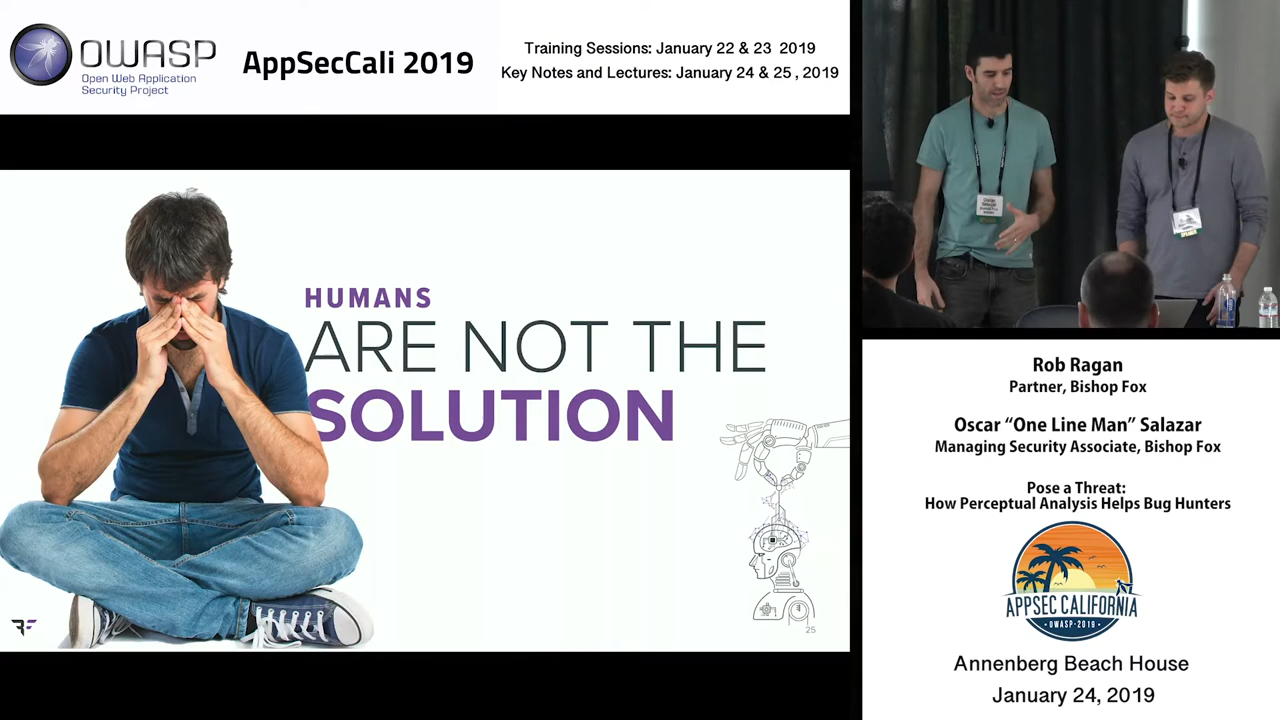 OWASP
Open Web Application
Security Project
AppSecCali 2019
Training Sessions: January 22 & 23 2019
Key Notes and Lectures: January 24 & 25 , 2019
HUMANS
ARE NOT THE
SOLUTION
25
Rob Ragan
Partner, Bishop Fox
Oscar “One Line Man” Salazar
Managing Security Associate, Bishop Fox
Pose a Threat:
How Perceptual Analysis Helps Bug Hunters
APPSEC CALIFORNIA
OWASP-2019
Annenberg Beach House
January 24, 2019